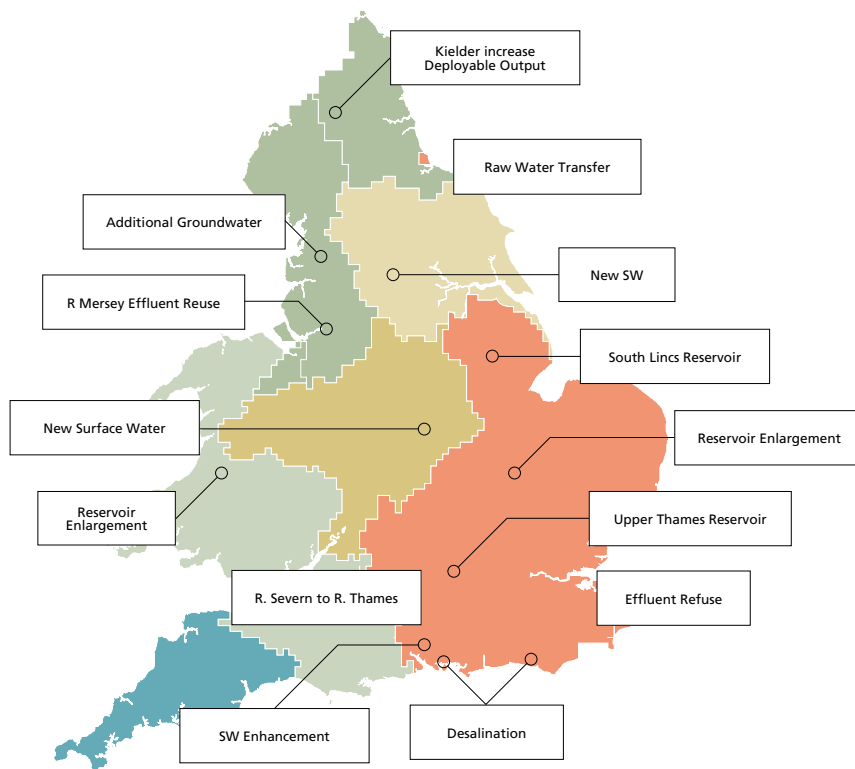 Kielder increase
Deployable Output
Raw Water Transfer
Additional Groundwater
New SW
R Mersey Effluent Reuse
South Lincs Reservoir
New Surface Water
Reservoir Enlargement
Reservoir
Enlargement
Upper Thames Reservoir
R. Severn to R. Thames
Effluent Refuse
SW Enhancement
Desalination